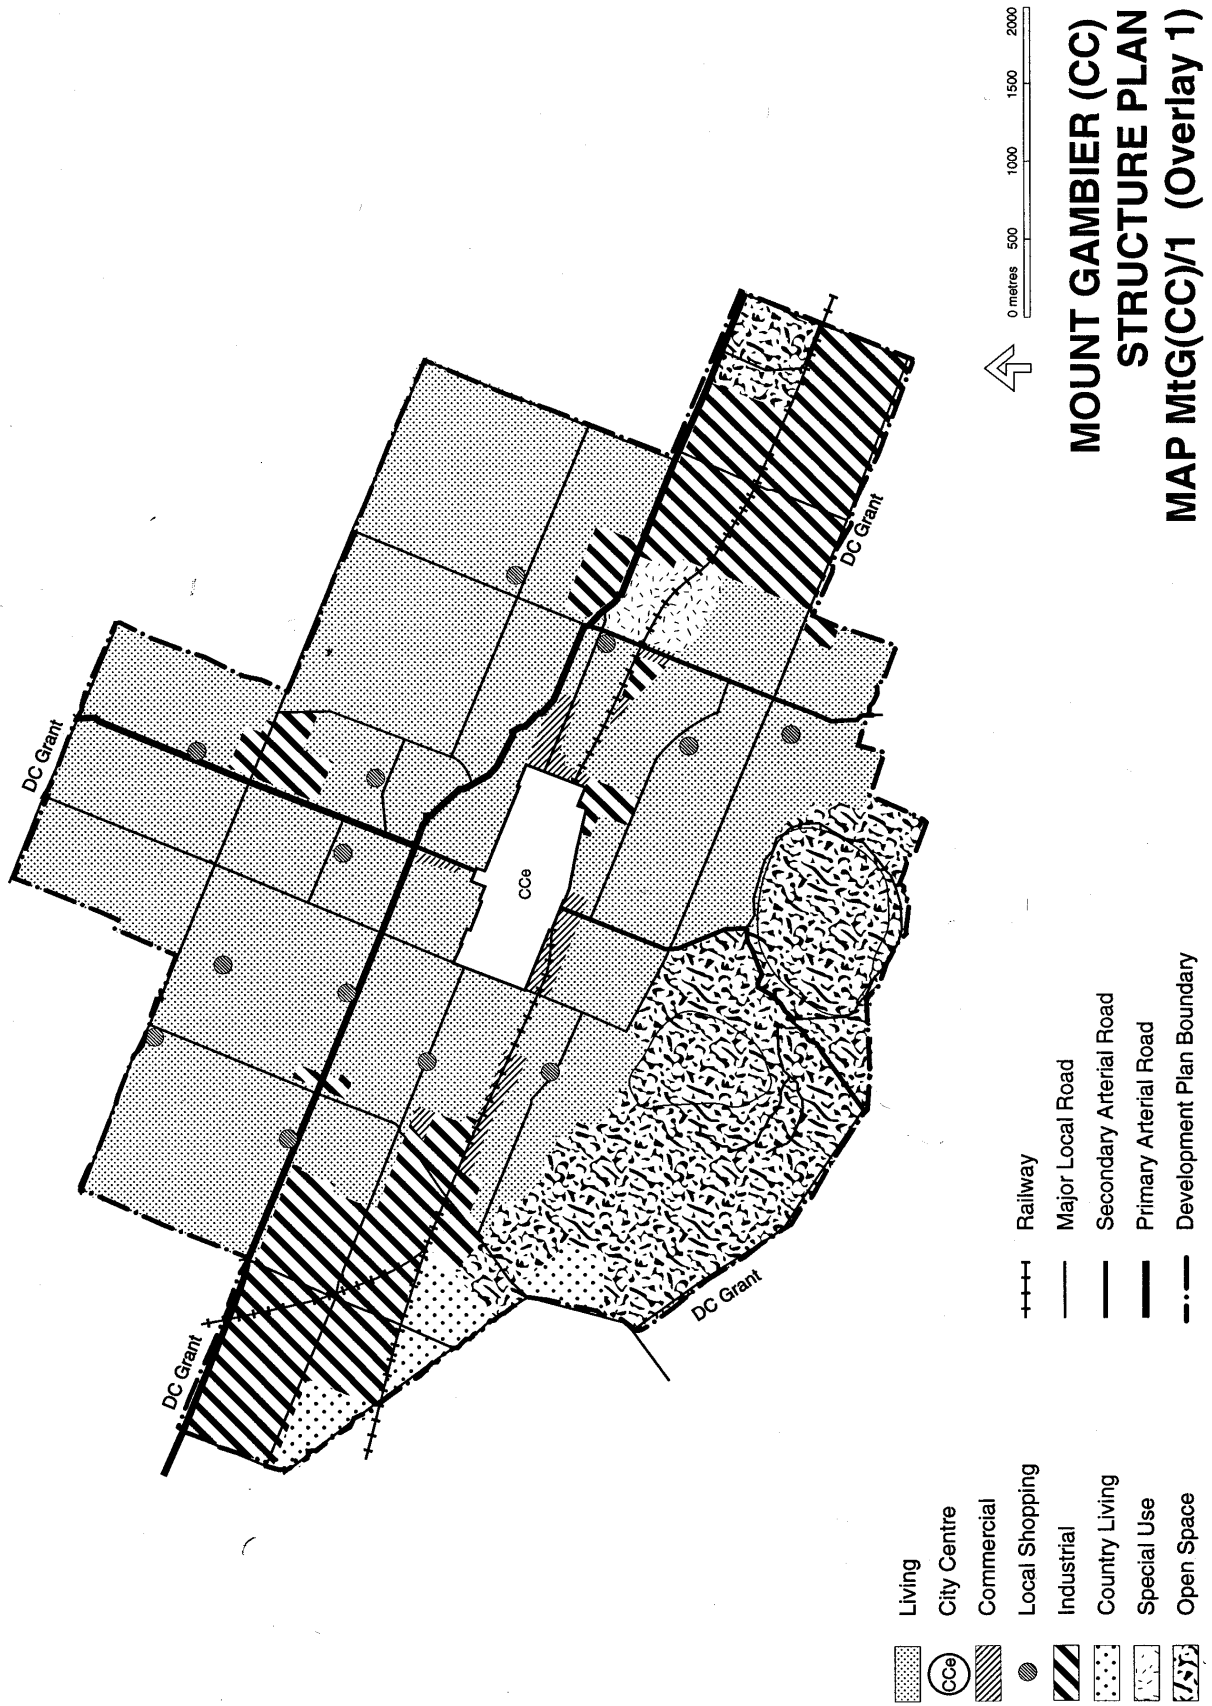 DC Grant
DC Grant
DC Grant
DC Grant
CCe
Living
CCe
City Centre
Commercial
Local Shopping
Industrial
Country Living
Special Use
Open Space
Railway
Major Local Road
Secondary Arterial Road
Primary Arterial Road
Development Plan Boundary
0 metres 500 1000 1500 2000
MOUNT GAMBIER (CC)
STRUCTURE PLAN
MAP MtG(CC)/1 (Overlay 1)